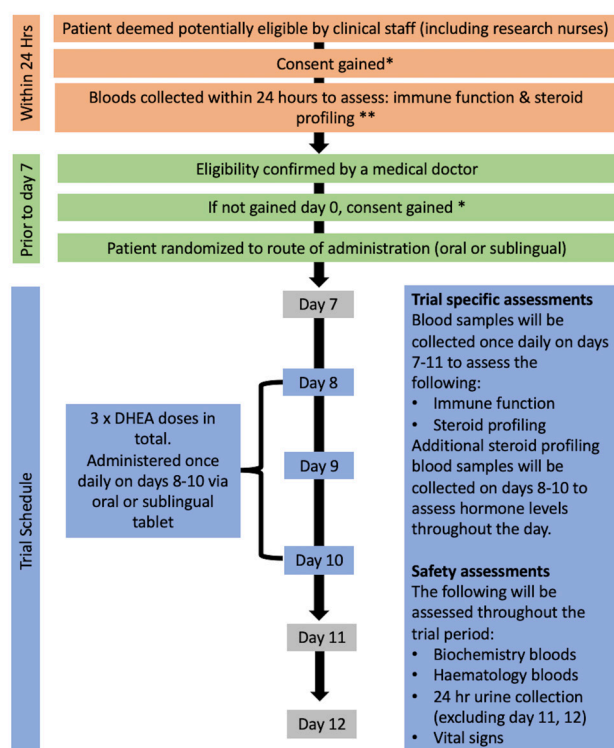 Within 24 Hrs
Patient deemed potentially eligible by clinical staff (including research nurses)
Consent gained*
Bloods collected within 24 hours to assess: immune function & steroid
profiling **
Prior to day 7
Eligibility confirmed by a medical doctor
If not gained day 0, consent gained *
Patient randomized to route of administration (oral or sublingual)
Trial Schedule
Day 7
Day 8
Day 9
Day 10
Day 11
Day 12
3 x DHEA doses in
total.
Administered once
daily on days 8-10 via
oral or sublingual
tablet
Trial specific assessments
Blood samples will be
collected once daily on days
7-11 to assess the
following:
• Immune function
• Steroid profiling
Additional steroid profiling
blood samples will be
collected on days 8-10 to
assess hormone levels
throughout the day.
Safety assessments
The following will be
assessed throughout the
trial period:
• Biochemistry bloods
• Haematology bloods
• 24 hr urine collection
(excluding day 11, 12)
• Vital signs